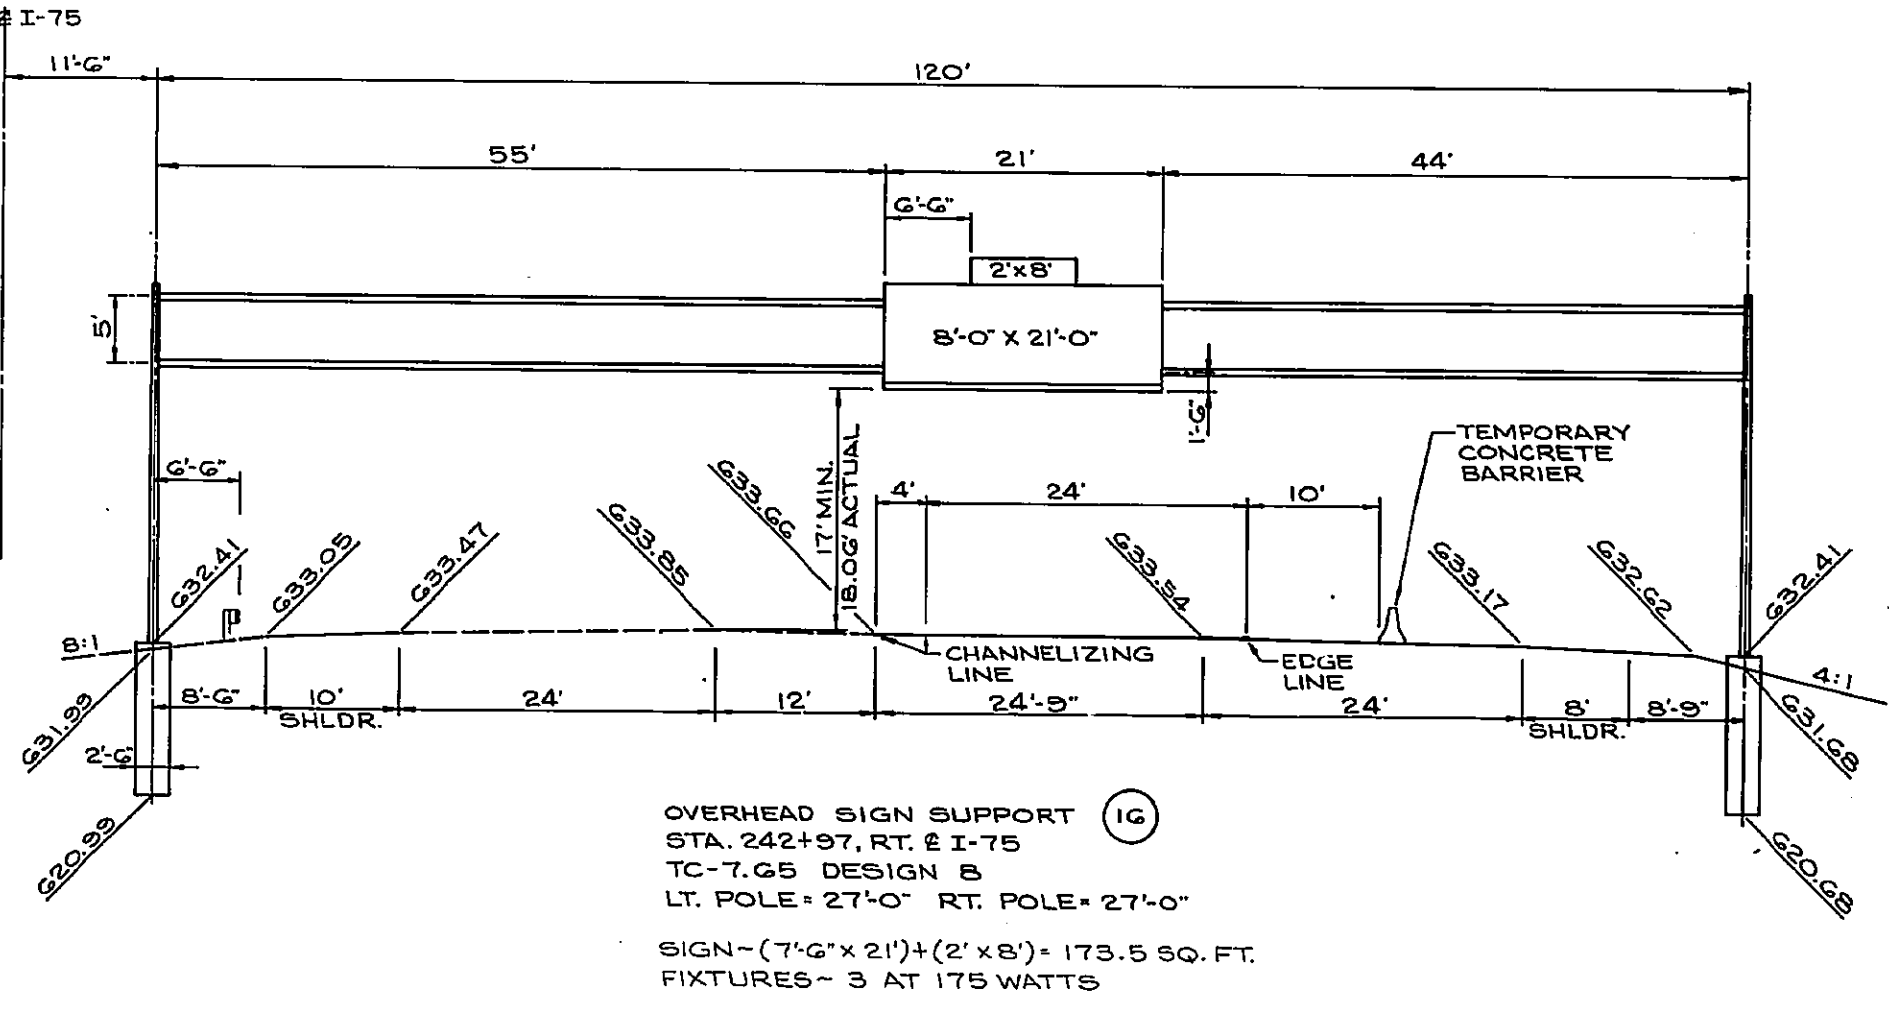 ℄ I-75
11'-6"
120'
55'
21'
44'
6'-6"
2'x8'
5'
8'-0" X 21'-0"
1'-6"
17' MIN.
18.06' ACTUAL
TEMPORARY
CONCRETE
BARRIER
6'-6"
4'
24'
10'
632.41
633.05
633.47
633.85
633.66
633.54
633.17
632.62
632.41
8:1
CHANNELIZING
LINE
EDGE
LINE
4:1
631.99
8'-6"
10'
SHLDR.
24'
12'
24'-9"
24'
8'
SHLDR.
8'-9"
631.68
2'-6"
620.99
620.68
OVERHEAD SIGN SUPPORT 16
STA. 242+97, RT. ℄ I-75
TC-7.65 DESIGN 8
LT. POLE = 27'-0" RT. POLE = 27'-0"
SIGN~(7'-6" x 21')+(2' x 8')= 173.5 SQ. FT.
FIXTURES~ 3 AT 175 WATTS